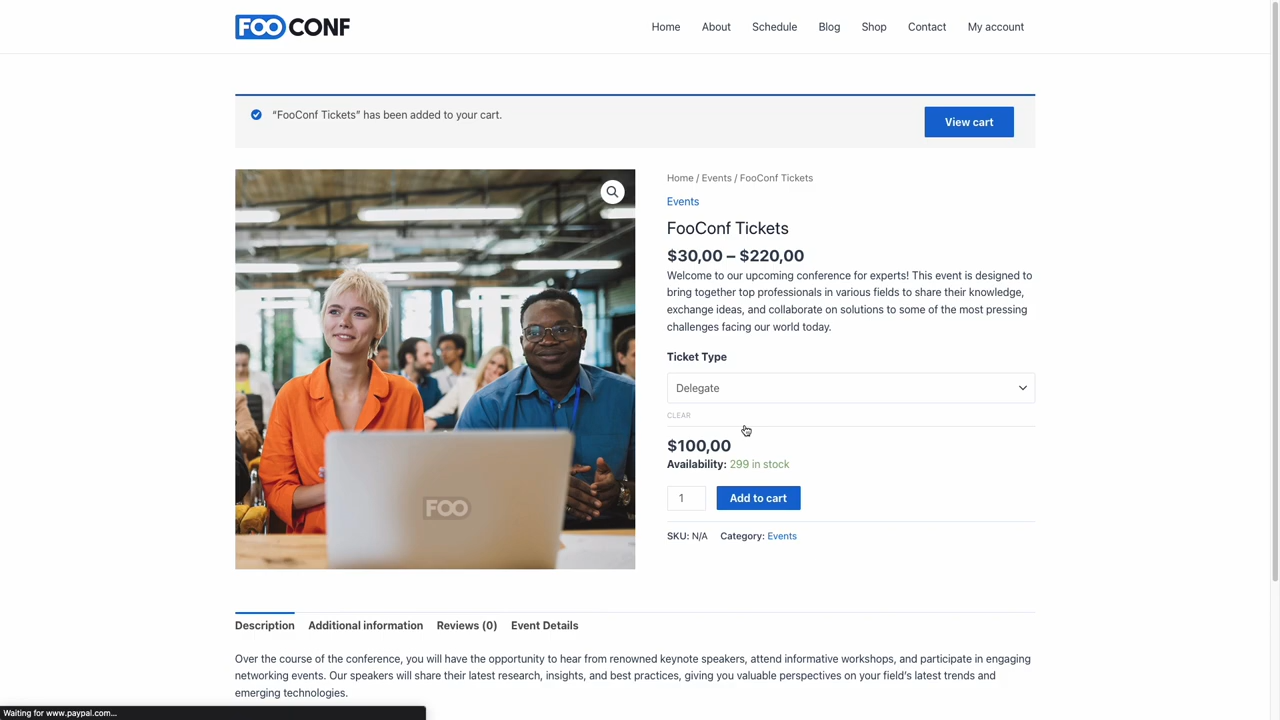 FOO CONF
Home About Schedule Blog Shop Contact My account
“FooConf Tickets” has been added to your cart.
View cart
Home / Events / FooConf Tickets
Events
FooConf Tickets
$30,00 – $220,00
Welcome to our upcoming conference for experts! This event is designed to
bring together top professionals in various fields to share their knowledge,
exchange ideas, and collaborate on solutions to some of the most pressing
challenges facing our world today.
Ticket Type
Delegate
CLEAR
$100,00
Availability: 299 in stock
1 Add to cart
SKU: N/A Category: Events
FOO
Description Additional information Reviews (0) Event Details
Over the course of the conference, you will have the opportunity to hear from renowned keynote speakers, attend informative workshops, and participate in engaging
networking events. Our speakers will share their latest research, insights, and best practices, giving you valuable perspectives on your field's latest trends and
emerging technologies.
Waiting for www.paypal.com...